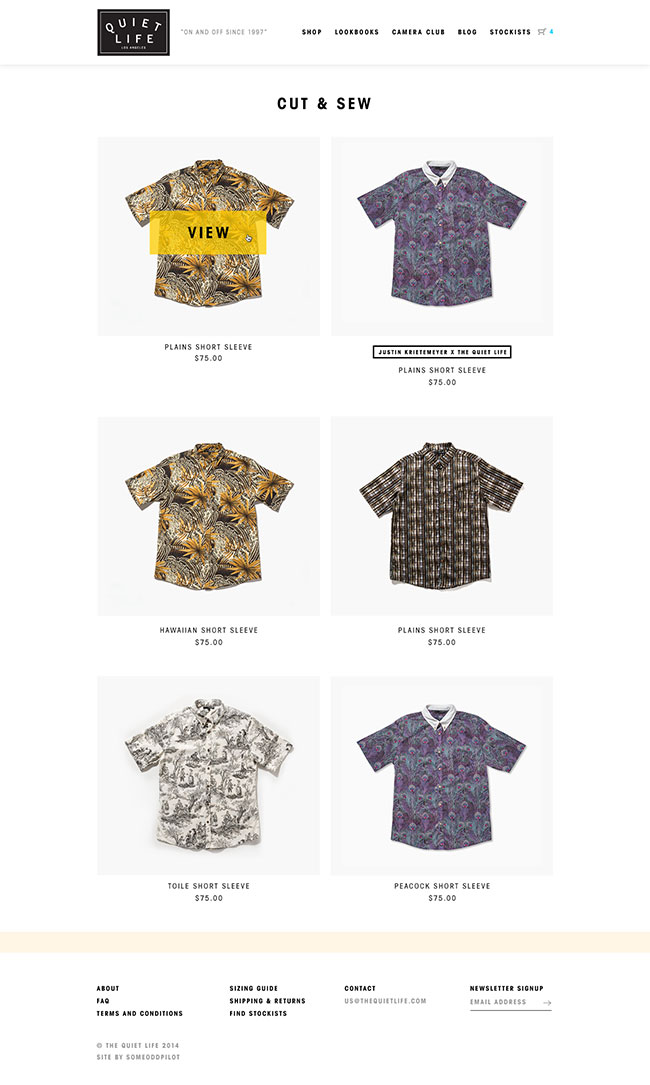 QUIET
LIFE
LOS ANGELES
"ON AND OFF SINCE 1997"
SHOP LOOKBOOKS CAMERA CLUB BLOG STOCKISTS 4
CUT & SEW
VIEW
PLAINS SHORT SLEEVE
$75.00
JUSTIN KRIETEMEYER X THE QUIET LIFE
PLAINS SHORT SLEEVE
$75.00
HAWAIIAN SHORT SLEEVE
$75.00
PLAINS SHORT SLEEVE
$75.00
TOILE SHORT SLEEVE
$75.00
PEACOCK SHORT SLEEVE
$75.00
ABOUT
FAQ
TERMS AND CONDITIONS
SIZING GUIDE
SHIPPING & RETURNS
FIND STOCKISTS
CONTACT
US@THEQUIETLIFE.COM
NEWSLETTER SIGNUP
EMAIL ADDRESS
© THE QUIET LIFE 2014
SITE BY SOMEODDPILOT